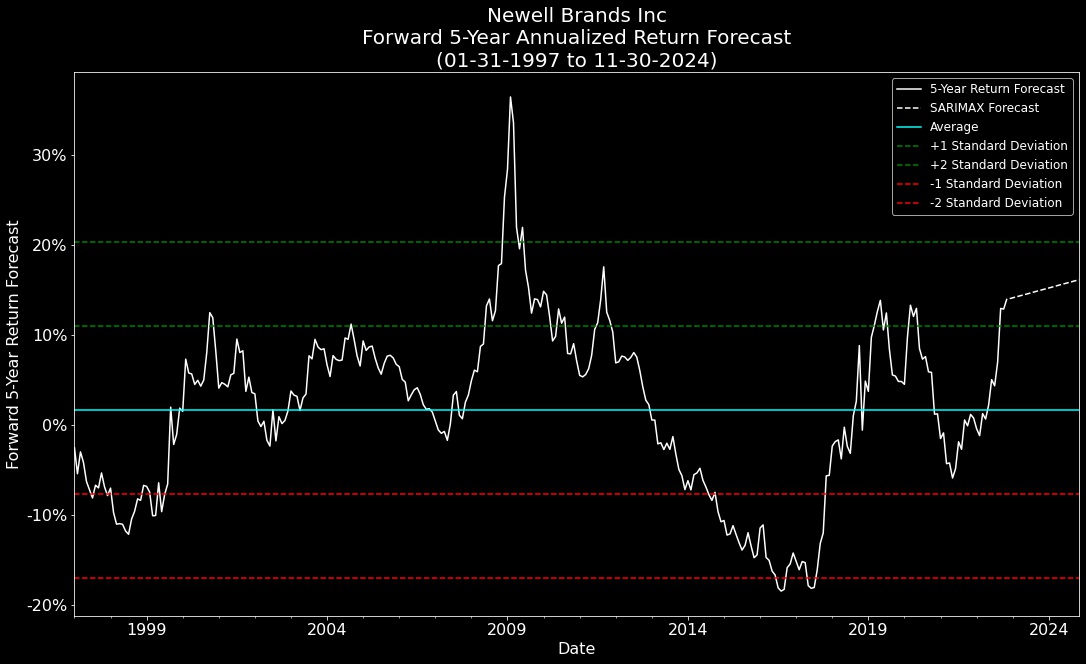 Newell Brands Inc
Forward 5-Year Annualized Return Forecast
(01-31-1997 to 11-30-2024)
5-Year Return Forecast
SARIMAX Forecast
Average
+1 Standard Deviation
+2 Standard Deviation
-1 Standard Deviation
-2 Standard Deviation
Forward 5-Year Return Forecast
30%
20%
10%
0%
-10%
-20%
1999 2004 2009 2014 2019 2024
Date